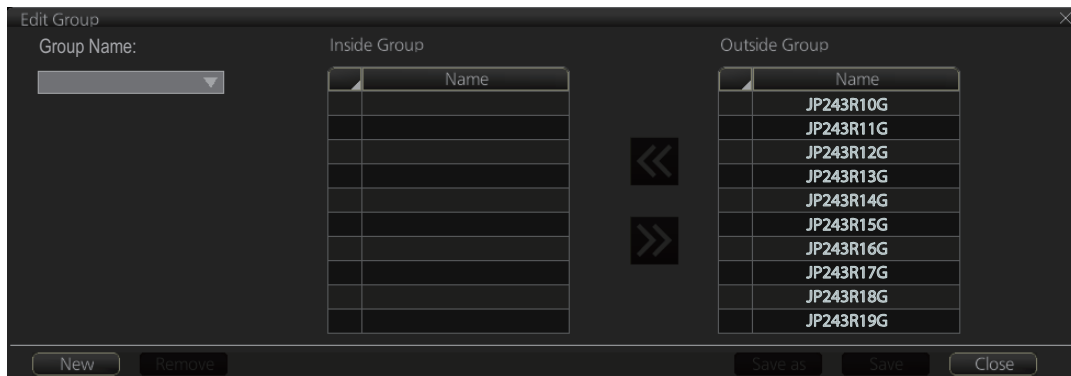 Edit Group
Group Name:
Inside Group
Name
Outside Group
Name
JP243R10G
JP243R11G
JP243R12G
JP243R13G
JP243R14G
JP243R15G
JP243R16G
JP243R17G
JP243R18G
JP243R19G
New Remove Save as Save Close